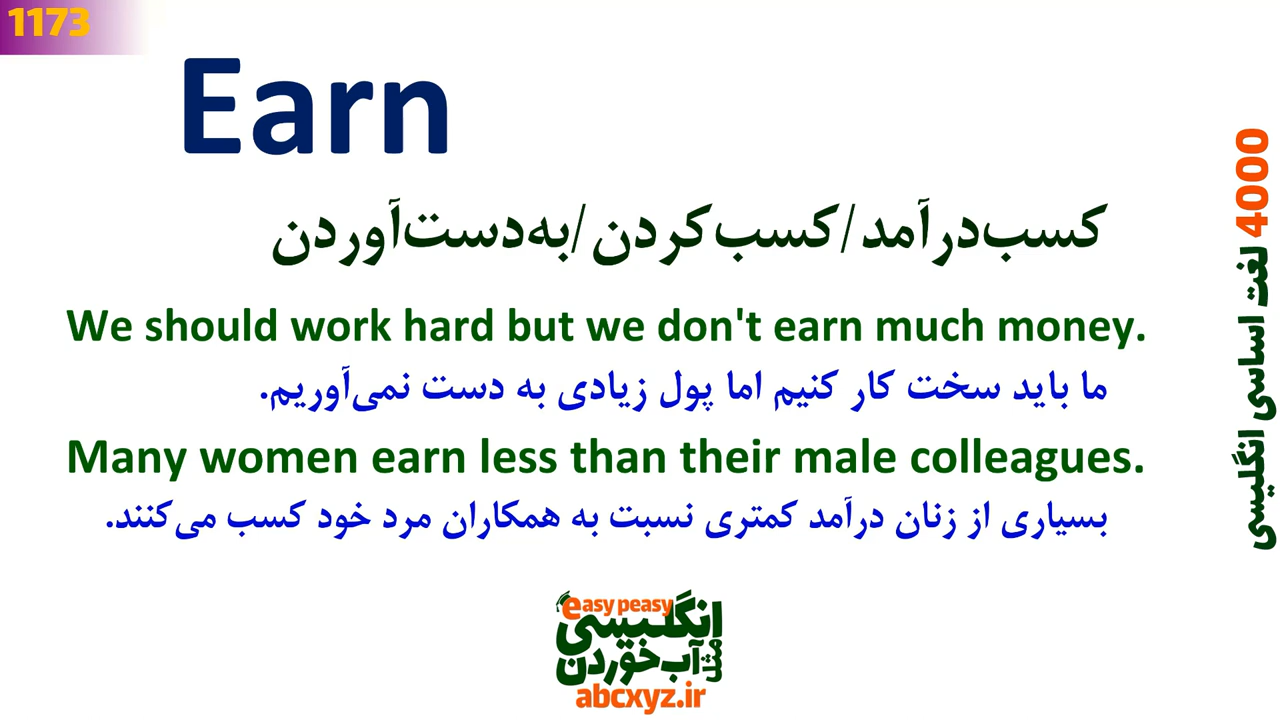 1173
Earn
کسب‌درآمد/کسب‌کردن/به‌دست‌آوردن
We should work hard but we don't earn much money.
ما باید سخت کار کنیم اما پول زیادی به دست نمی‌آوریم.
Many women earn less than their male colleagues.
بسیاری از زنان درآمد کمتری نسبت به همکاران مرد خود کسب می‌کنند.
4000 لغت اساسی انگلیسی
easy peasy
انگلیسی
مثل آب‌خوردن
abcxyz.ir